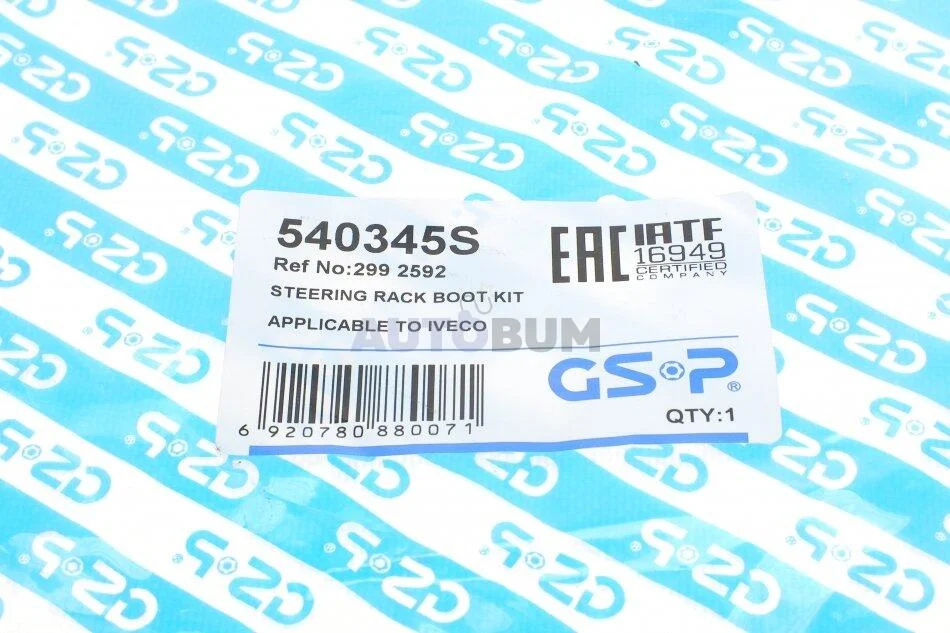 540345S
Ref No:299 2592
STEERING RACK BOOT KIT
APPLICABLE TO IVECO
EAC
IATF
16949
CERTIFIED
COMPANY
AUTOBUM
GSP®
6 920780 880071
QTY:1